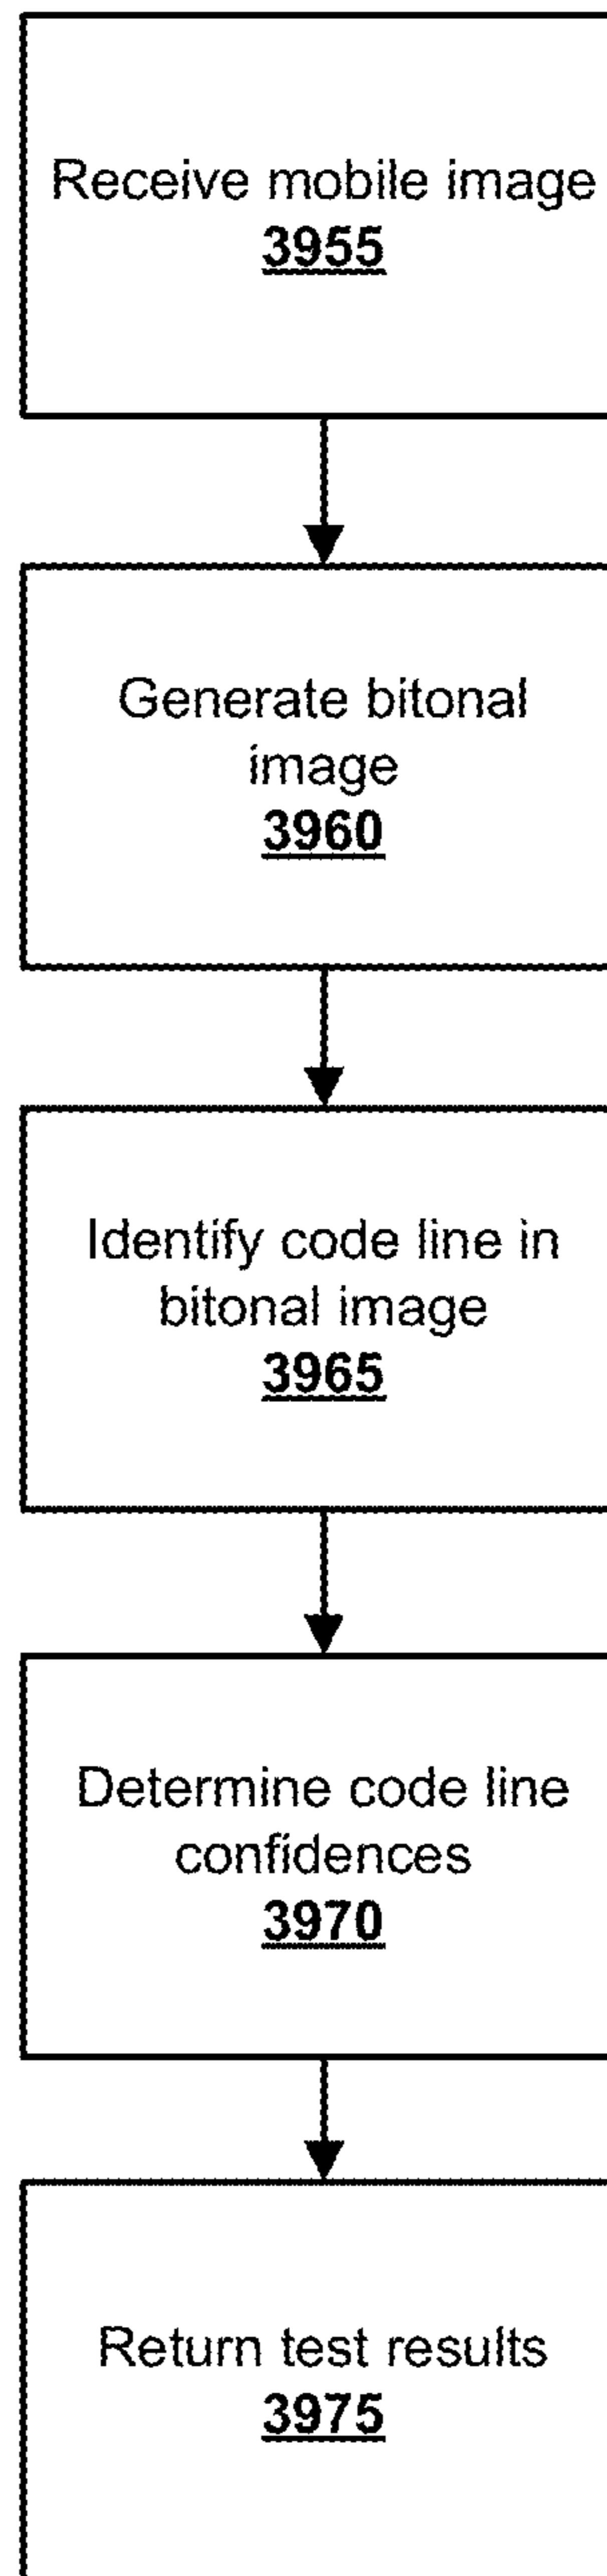 Receive mobile image
3955
Generate bitonal
image
3960
Identify code line in
bitonal image
3965
Determine code line
confidences
3970
Return test results
3975